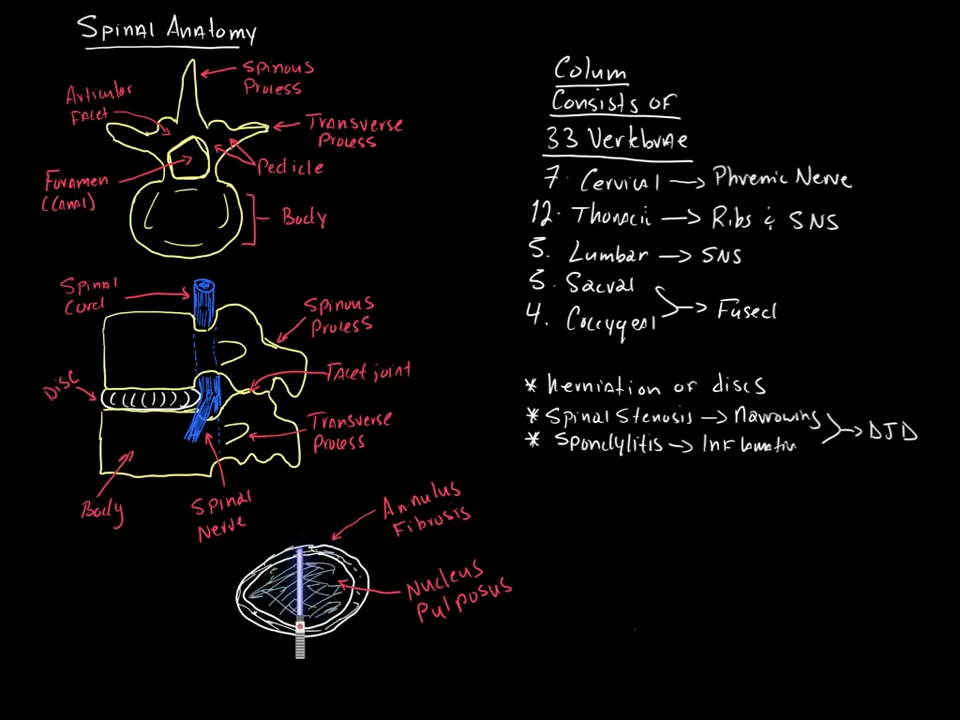 Spinal Anatomy
Spinous
Process
Articular
Facet
Transverse
Process
Pedicle
Foramen
(Canal)
Body
Spinal
Cord
Spinous
Process
Facet joint
Disc
Transverse
Process
Body
Spinal
Nerve
Annulus
Fibrosis
Nucleus
Pulposus
Colum
Consists of
33 Vertebrae
7. Cervical → Phrenic Nerve
12. Thoracic → Ribs & SNS
5. Lumbar → SNS
5. Sacral
4. Coccygeal → Fused
* herniation of discs
* Spinal Stenosis → Narrowing
* Spondylitis → Inflamatin → DJD